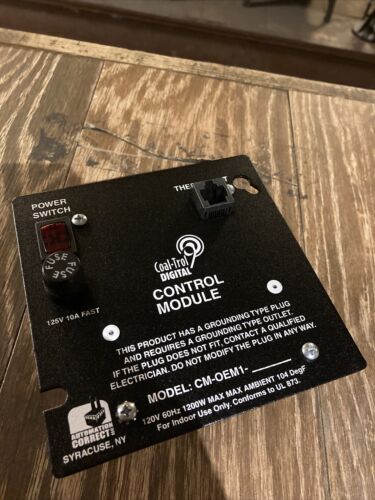 POWER
SWITCH
FUSE
FUSE
125V 10A FAST
Coal-Trol
DIGITAL
CONTROL
MODULE
THIS PRODUCT HAS A GROUNDING TYPE PLUG
AND REQUIRES A GROUNDING TYPE OUTLET.
IF THE PLUG DOES NOT FIT, CONTACT A QUALIFIED
ELECTRICIAN. DO NOT MODIFY THE PLUG IN ANY WAY.
MODEL: CM-OEM1-
120V 60Hz 1200W MAX MAX AMBIENT 104 DegF
For Indoor Use Only. Conforms to UL 873.
AUTOMATION
CORRECT
SYRACUSE, NY